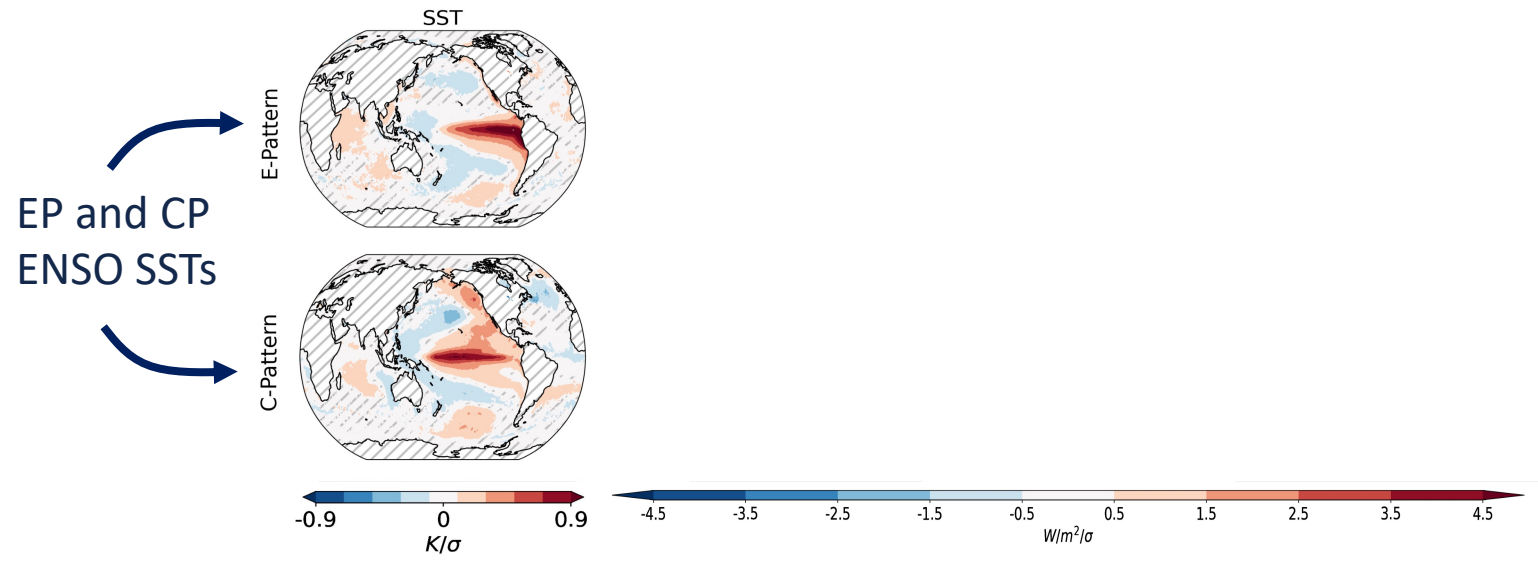 SST
E-Pattern
EP and CP
ENSO SSTs
C-Pattern
-0.9 0 0.9
K/σ
-4.5 -3.5 -2.5 -1.5 -0.5 0.5 1.5 2.5 3.5 4.5
W/m²/σ